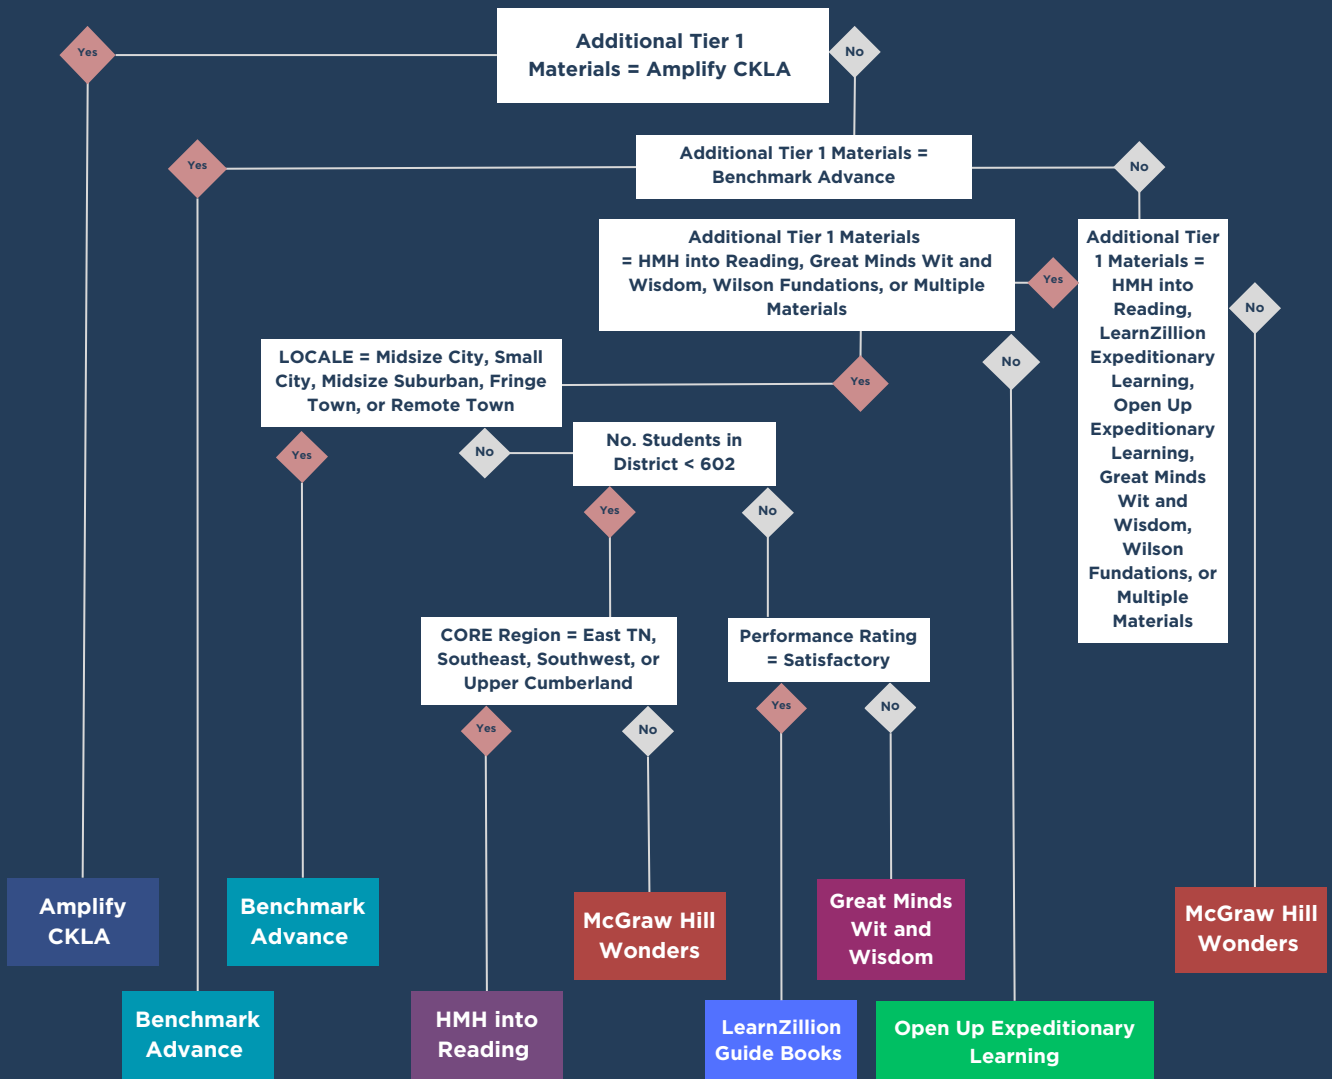 Additional Tier 1
Materials = Amplify CKLA
Yes
No
Additional Tier 1 Materials =
Benchmark Advance
Yes
No
Additional Tier 1 Materials
= HMH into Reading, Great Minds Wit and
Wisdom, Wilson Fundations, or Multiple
Materials
Yes
Additional Tier
1 Materials =
HMH into
Reading,
LearnZillion
Expeditionary
Learning,
Open Up
Expeditionary
Learning,
Great Minds
Wit and
Wisdom,
Wilson
Fundations, or
Multiple
Materials
No
LOCALE = Midsize City, Small
City, Midsize Suburban, Fringe
Town, or Remote Town
Yes
No
Yes
No
No. Students in
District < 602
Yes
No
CORE Region = East TN,
Southeast, Southwest, or
Upper Cumberland
Performance Rating
= Satisfactory
Yes
No
Yes
No
Amplify
CKLA
Benchmark
Advance
McGraw Hill
Wonders
Great Minds
Wit and
Wisdom
McGraw Hill
Wonders
Benchmark
Advance
HMH into
Reading
LearnZillion
Guide Books
Open Up Expeditionary
Learning